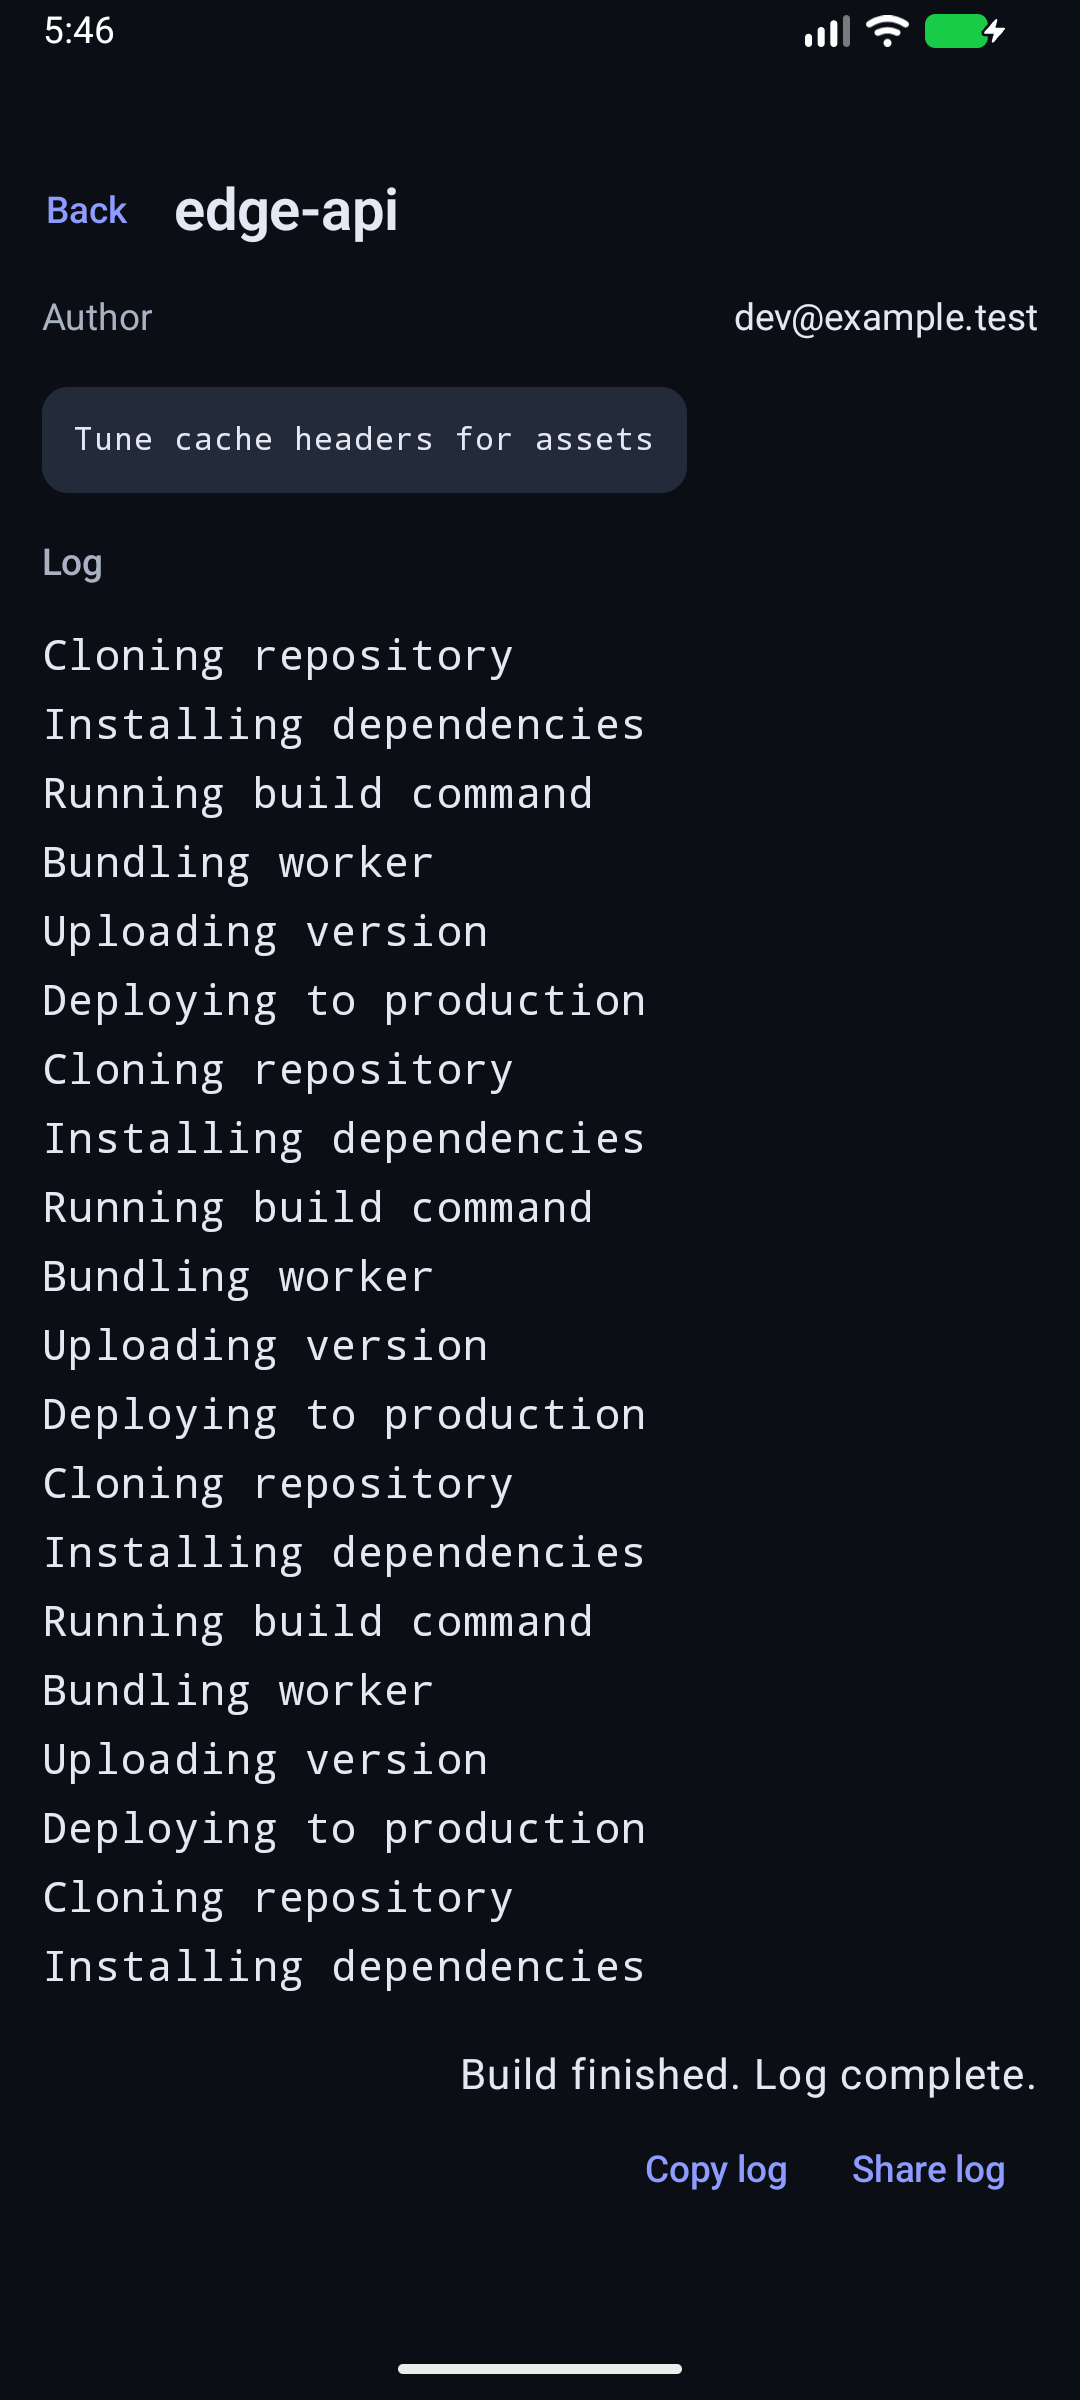 5:46
Back edge-api
Author dev@example.test
Tune cache headers for assets
Log
Cloning repository
Installing dependencies
Running build command
Bundling worker
Uploading version
Deploying to production
Cloning repository
Installing dependencies
Running build command
Bundling worker
Uploading version
Deploying to production
Cloning repository
Installing dependencies
Running build command
Bundling worker
Uploading version
Deploying to production
Cloning repository
Installing dependencies
Build finished. Log complete.
Copy log Share log